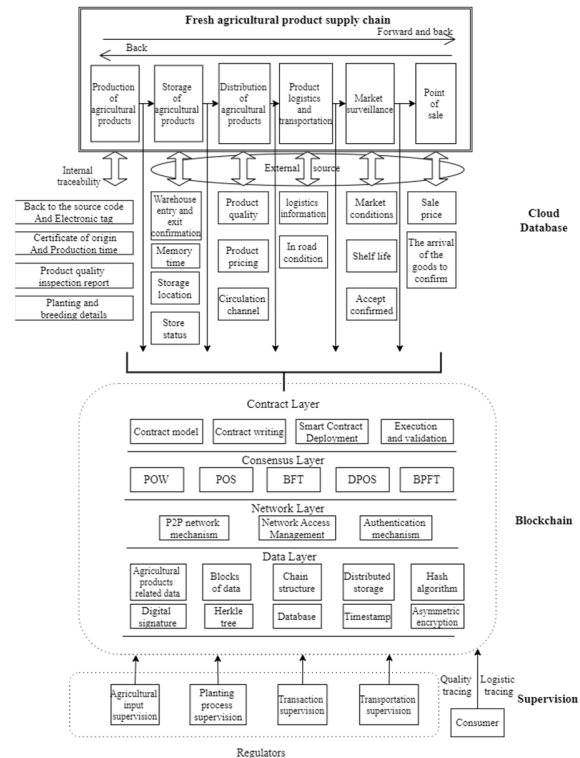 Fresh agricultural product supply chain
Forward and back
Back
Production
of
agricultural
products
Storage
of
agricultural
products
Distribution
of
agricultural
products
Product
logistics
and
transportation
Market
surveillance
Point
of
sale
Internal
traceability
External source
Back to the source code
And Electronic tag
Certificate of origin
And Production time
Product quality
inspection report
Planting and
breeding details
Warehouse
entry and
exit
confirmation
Memory
time
Storage
location
Store
status
Product
quality
Product
pricing
Circulation
channel
logistics
information
In road
condition
Market
conditions
Shelf life
Accept
confirmed
Sale
price
The arrival
of the
goods to
confirm
Cloud
Database
Contract Layer
Contract model
Contract writing
Smart Contract
Deployment
Execution
and validation
Consensus Layer
POW
POS
BFT
DPOS
BPFT
Network Layer
P2P network
mechanism
Network Access
Management
Authentication
mechanism
Blockchain
Data Layer
Agricultural
products
related data
Blocks
of data
Chain
structure
Distributed
storage
Hash
algorithm
Digital
signature
Herkle
tree
Database
Timestamp
Asymmetric
encryption
Agricultural
input
supervision
Planting
process
supervision
Transaction
supervision
Transportation
supervision
Quality
tracing
Logistic
tracing
Consumer
Supervision
Regulators